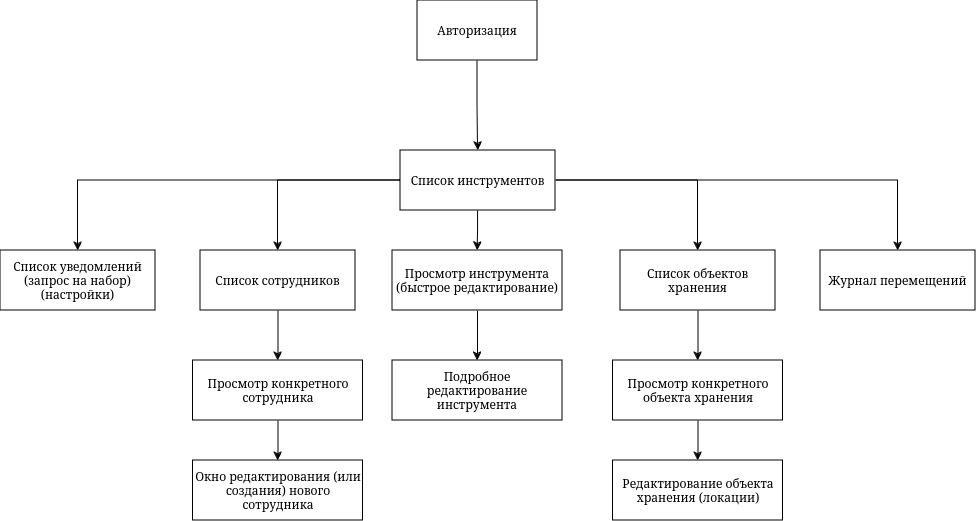 Авторизация
Список инструментов
Список уведомлений
(запрос на набор)
(настройки)
Список сотрудников
Просмотр инструмента
(быстрое редактирование)
Список объектов
хранения
Журнал перемещений
Просмотр конкретного
сотрудника
Подробное
редактирование
инструмента
Просмотр конкретного
объекта хранения
Окно редактирования (или
создания) нового
сотрудника
Редактирование объекта
хранения (локации)